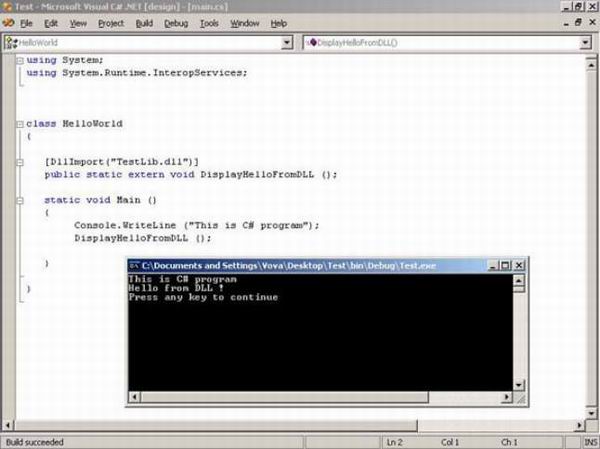 Test - Microsoft Visual C# .NET [design] - [main.cs]
File Edit View Project Build Debug Tools Window Help
HelloWorld DisplayHelloFromDLL()
using System;
using System.Runtime.InteropServices;
class HelloWorld
{
[DllImport("TestLib.dll")]
public static extern void DisplayHelloFromDLL ();
static void Main ()
{
Console.WriteLine ("This is C# program");
DisplayHelloFromDLL ();
}
}
C:\Documents and Settings\Vova\Desktop\Test\bin\Debug\Test.exe
This is C# program
Hello from DLL !
Press any key to continue
Build succeeded Ln 2 Col 1 Ch 1 INS